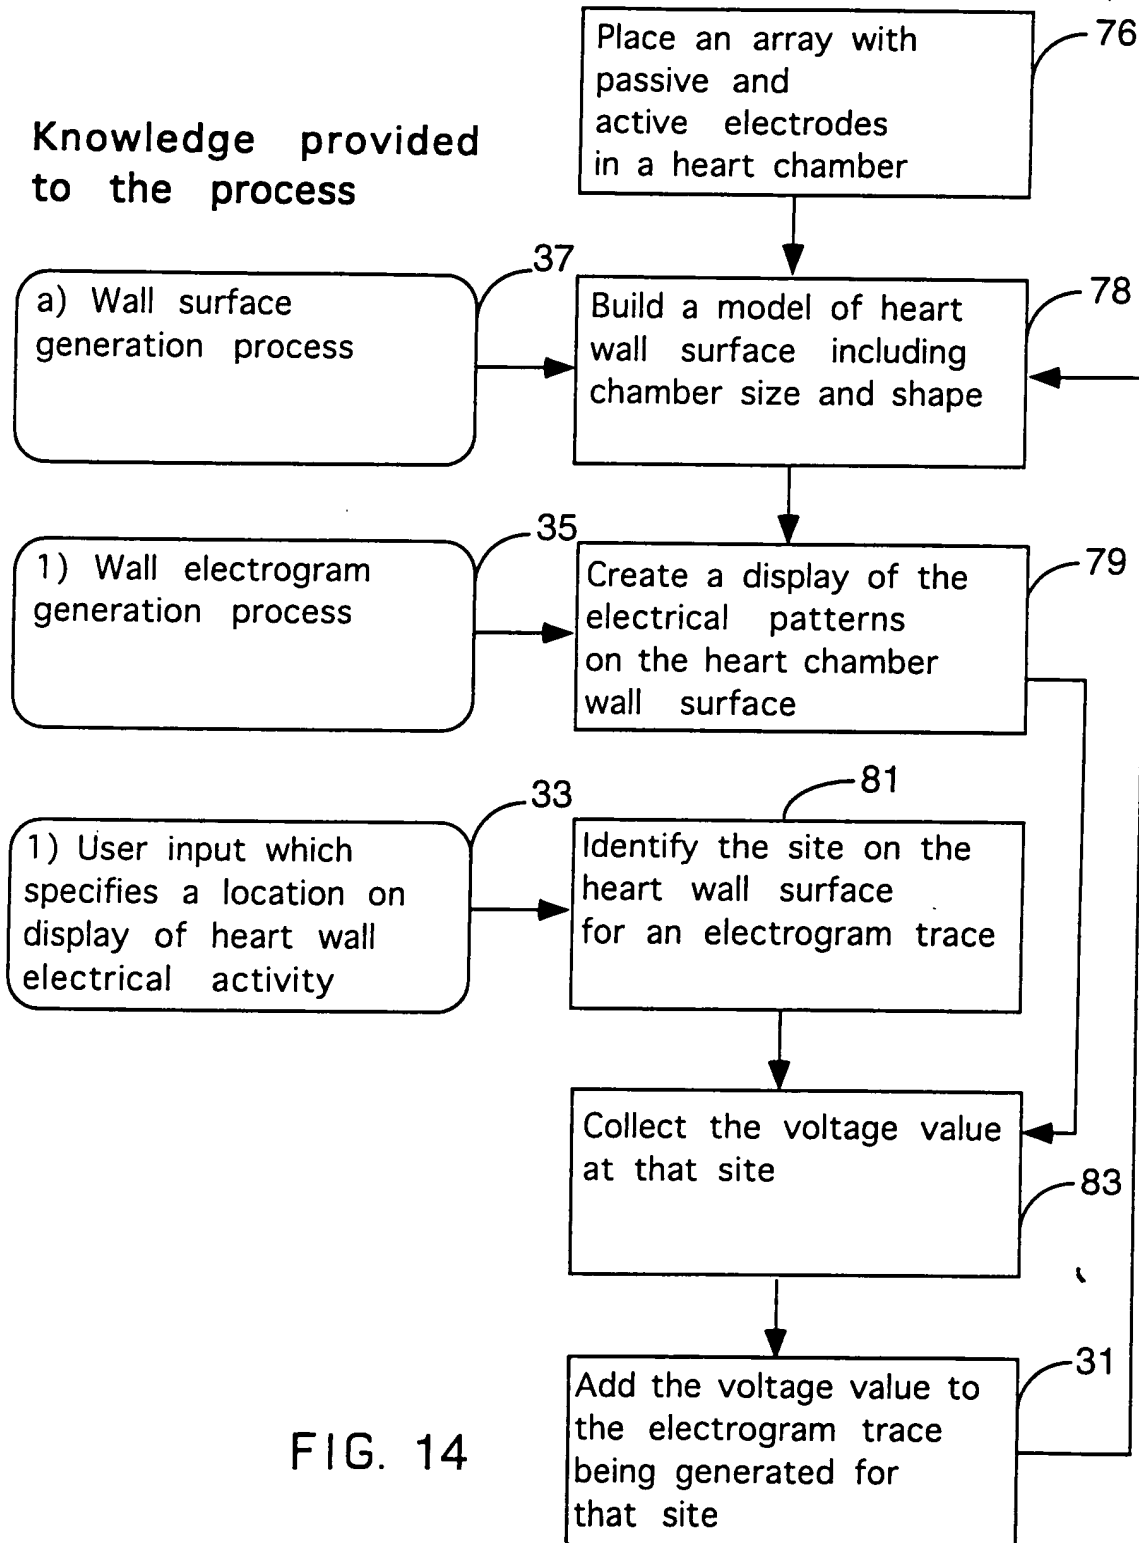 Place an array with
passive and
active electrodes
in a heart chamber
76
Knowledge provided
to the process
a) Wall surface
generation process
37
Build a model of heart
wall surface including
chamber size and shape
78
1) Wall electrogram
generation process
35
Create a display of the
electrical patterns
on the heart chamber
wall surface
79
1) User input which
specifies a location on
display of heart wall
electrical activity
33
Identify the site on the
heart wall surface
for an electrogram trace
81
Collect the voltage value
at that site
83
Add the voltage value to
the electrogram trace
being generated for
that site
31
FIG. 14